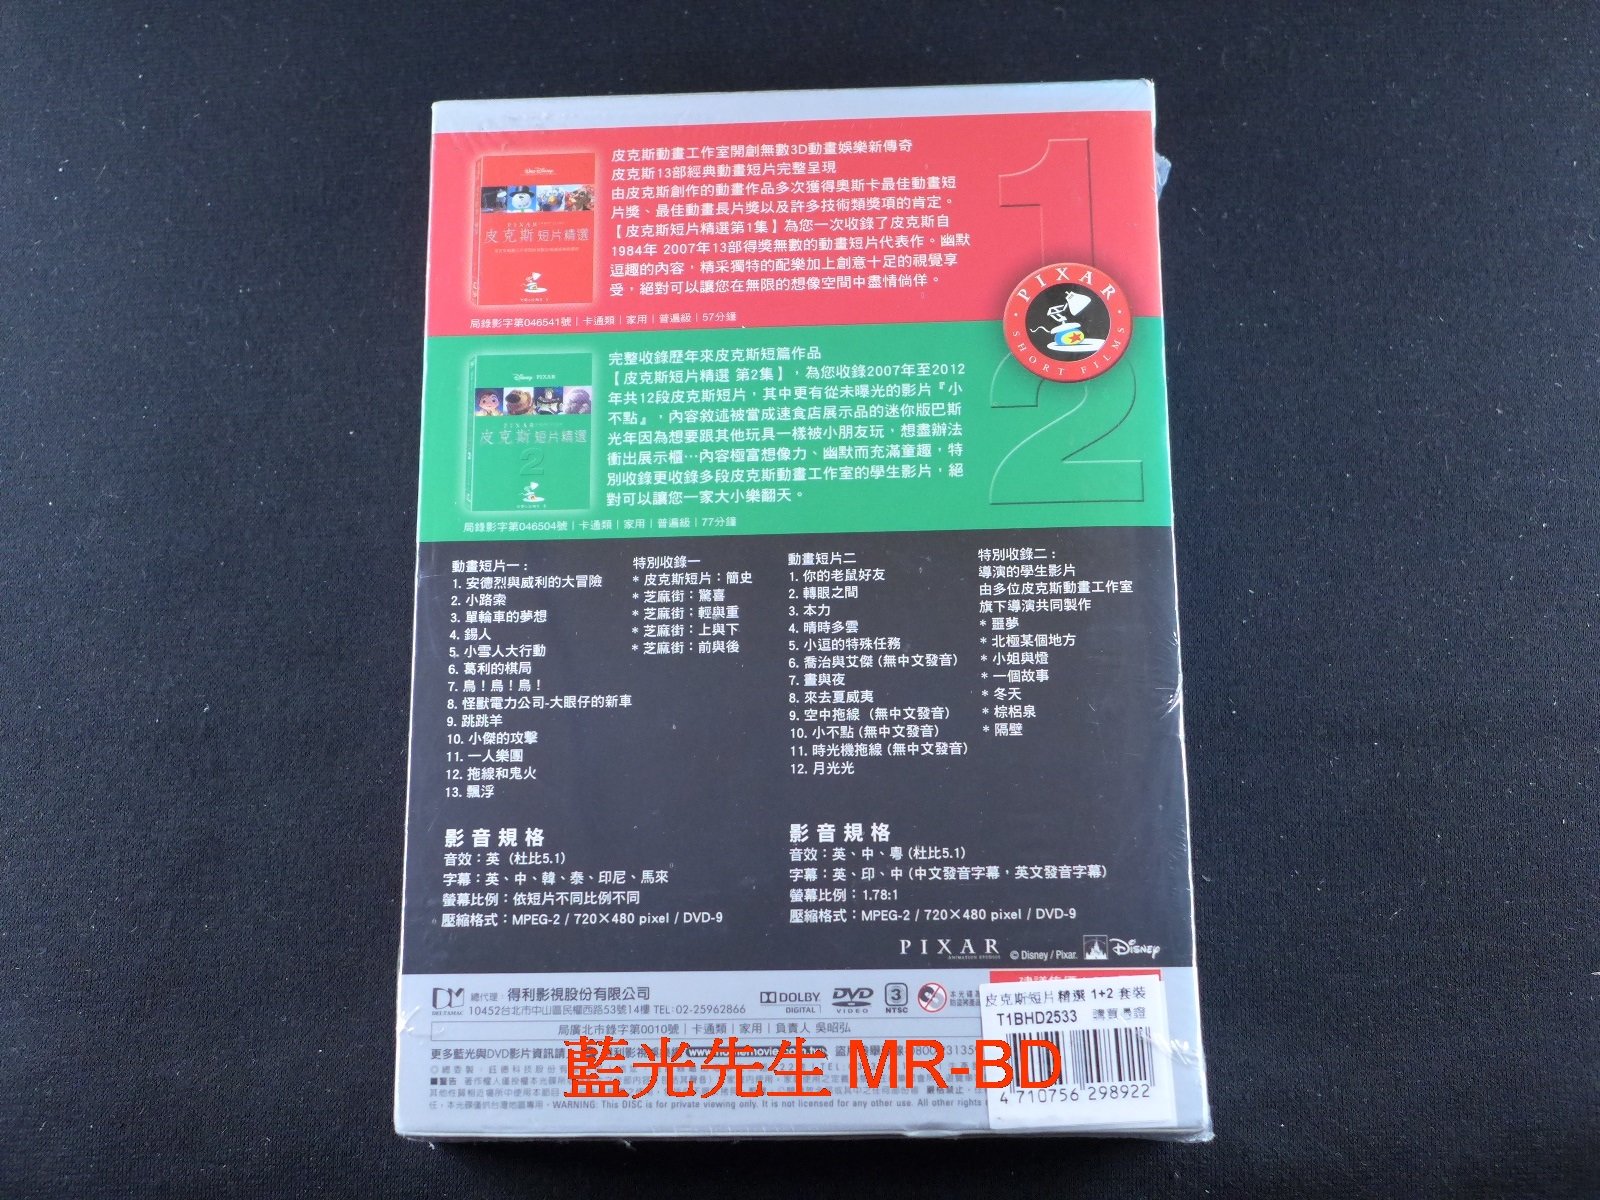 皮克斯動畫工作室開創無數3D動畫娛樂新傳奇
皮克斯13部經典動畫短片完整呈現
由皮克斯創作的動畫作品多次獲得奧斯卡最佳動畫短
片獎、最佳動畫長片獎以及許多技術類獎項的肯定。
【皮克斯短片精選第1集】為您一次收錄了皮克斯自
1984年 2007年13部得獎無數的動畫短片代表作。幽默
逗趣的內容，精采獨特的配樂加上創意十足的視覺享
受，絕對可以讓您在無限的想像空間中盡情倘佯。
PIXAR
皮克斯 短片精選
局錄影字第046541號｜卡通類｜家用｜普遍級｜57分鐘
1
PIXAR
SHORT FILMS
完整收錄歷年來皮克斯短篇作品
【皮克斯短片精選 第2集】，為您收錄2007年至2012
年共12段皮克斯短片，其中更有從未曝光的影片『小
不點』，內容敘述被當成速食店展示品的迷你版巴斯
光年因為想要跟其他玩具一樣被小朋友玩，想盡辦法
衝出展示櫃…內容極富想像力、幽默而充滿童趣，特
別收錄更收錄多段皮克斯動畫工作室的學生影片，絕
對可以讓您一家大小樂翻天。
Disney PIXAR
PIXAR
皮克斯 短片精選
2
局錄影字第046504號｜卡通類｜家用｜普遍級｜77分鐘
2
動畫短片一：
1. 安德烈與威利的大冒險
2. 小路索
3. 單輪車的夢想
4. 錫人
5. 小雪人大行動
6. 葛利的棋局
7. 鳥！鳥！鳥！
8. 怪獸電力公司-大眼仔的新車
9. 跳跳羊
10. 小傑的攻擊
11. 一人樂團
12. 拖線和鬼火
13. 飄浮
特別收錄一
* 皮克斯短片：簡史
* 芝麻街：驚喜
* 芝麻街：輕與重
* 芝麻街：上與下
* 芝麻街：前與後
動畫短片二
1. 你的老鼠好友
2. 轉眼之間
3. 本力
4. 晴時多雲
5. 小逗的特殊任務
6. 喬治與艾傑 (無中文發音)
7. 晝與夜
8. 來去夏威夷
9. 空中拖線 (無中文發音)
10. 小不點 (無中文發音)
11. 時光機拖線 (無中文發音)
12. 月光光
特別收錄二：
導演的學生影片
由多位皮克斯動畫工作室
旗下導演共同製作
* 噩夢
* 北極某個地方
* 小姐與燈
* 一個故事
* 冬天
* 棕梠泉
* 隔壁
影音規格
音效：英 (杜比5.1)
字幕：英、中、韓、泰、印尼、馬來
螢幕比例：依短片不同比例不同
壓縮格式：MPEG-2 / 720×480 pixel / DVD-9
影音規格
音效：英、中、粵 (杜比5.1)
字幕：英、印、中 (中文發音字幕，英文發音字幕)
螢幕比例：1.78:1
壓縮格式：MPEG-2 / 720×480 pixel / DVD-9
PIXAR
ANIMATION STUDIOS
© Disney / Pixar.
Disney
DELTAMAC
總代理：得利影視股份有限公司
10452台北市中山區民權西路53號14樓 TEL:02-25962866
DOLBY
DIGITAL
DVD
VIDEO
3
NTSC
局廣北市錄字第0010號｜卡通類｜家用｜負責人 吳昭弘
皮克斯短片精選 1+2 套裝
T1BHD2533
4 710756 298922
更多藍光與DVD影片資訊請
藍光先生 MR-BD
WARNING: This DISC is for private viewing only. It is not licensed for any other use. All other rights